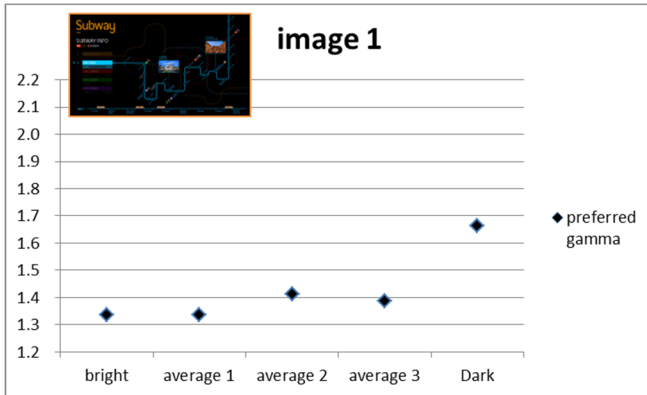 Subway
SUBWAY INFO
image 1
2.2
2.1
2.0
1.9
1.8
1.7
1.6
1.5
1.4
1.3
1.2
bright
average 1
average 2
average 3
Dark
preferred
gamma